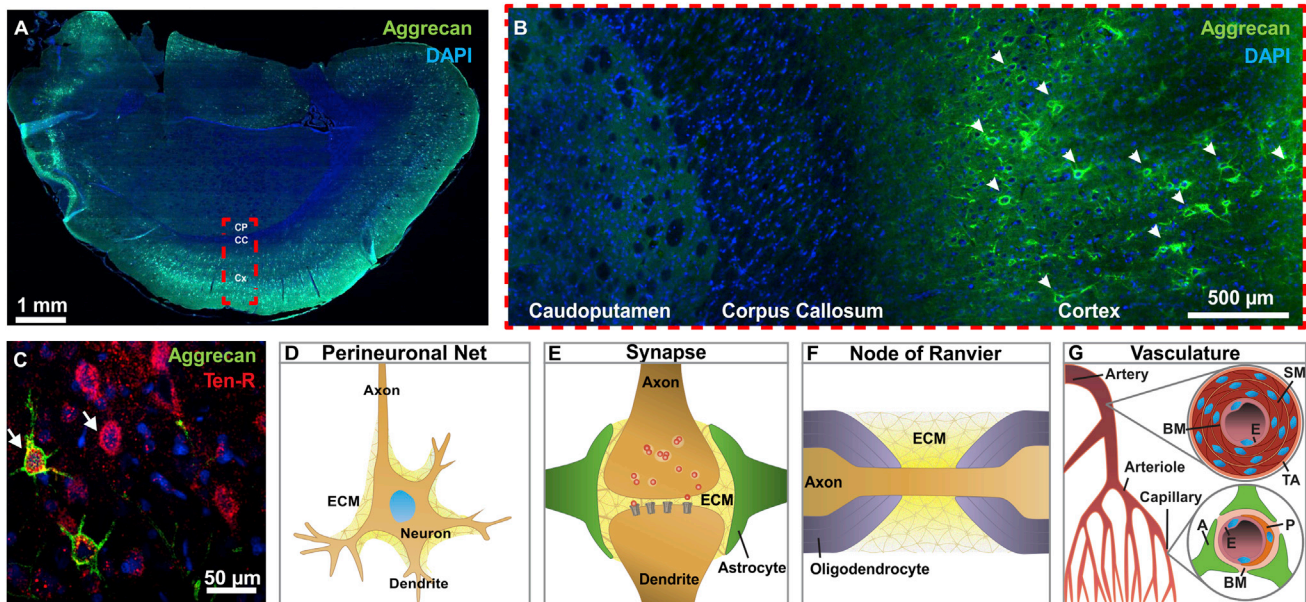 A
Aggrecan
DAPI
CP
CC
Cx
1 mm
B
Aggrecan
DAPI
Caudoputamen
Corpus Callosum
Cortex
500 μm
C
Aggrecan
Ten-R
50 μm
D
Perineuronal Net
Axon
ECM
Neuron
Dendrite
E
Synapse
Axon
ECM
Dendrite
Astrocyte
F
Node of Ranvier
ECM
Axon
Oligodendrocyte
G
Vasculature
Artery
SM
BM
E
TA
Arteriole
Capillary
A
P
E
BM